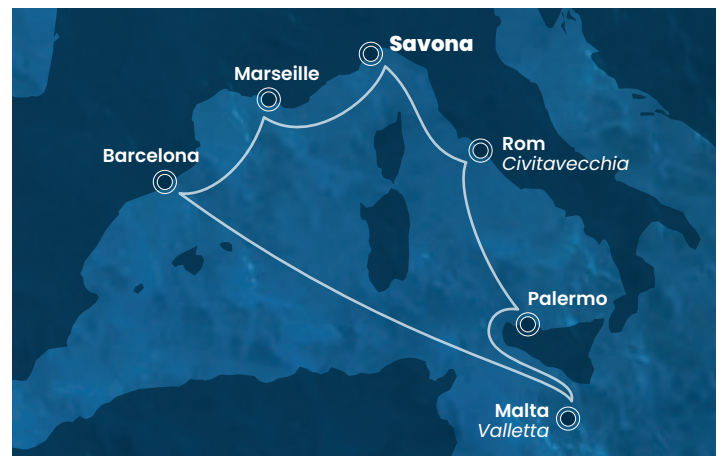 Savona
Marseille
Barcelona
Rom
Civitavecchia
Palermo
Malta
Valletta